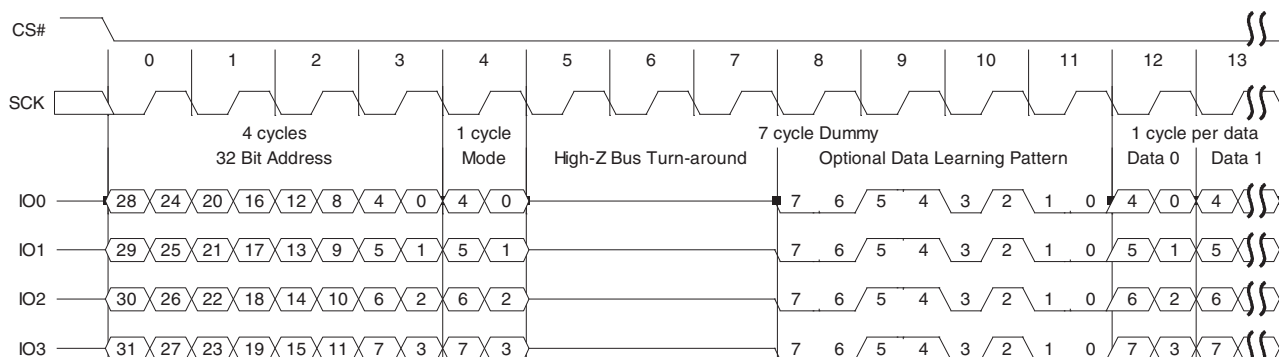 CS#
0 1 2 3 4 5 6 7 8 9 10 11 12 13
SCK
4 cycles 1 cycle 7 cycle Dummy 1 cycle per data
32 Bit Address Mode High-Z Bus Turn-around Optional Data Learning Pattern Data 0 Data 1
IO0 28 24 20 16 12 8 4 0 4 0 7 6 5 4 3 2 1 0 4 0 4
IO1 29 25 21 17 13 9 5 1 5 1 7 6 5 4 3 2 1 0 5 1 5
IO2 30 26 22 18 14 10 6 2 6 2 7 6 5 4 3 2 1 0 6 2 6
IO3 31 27 23 19 15 11 7 3 7 3 7 6 5 4 3 2 1 0 7 3 7